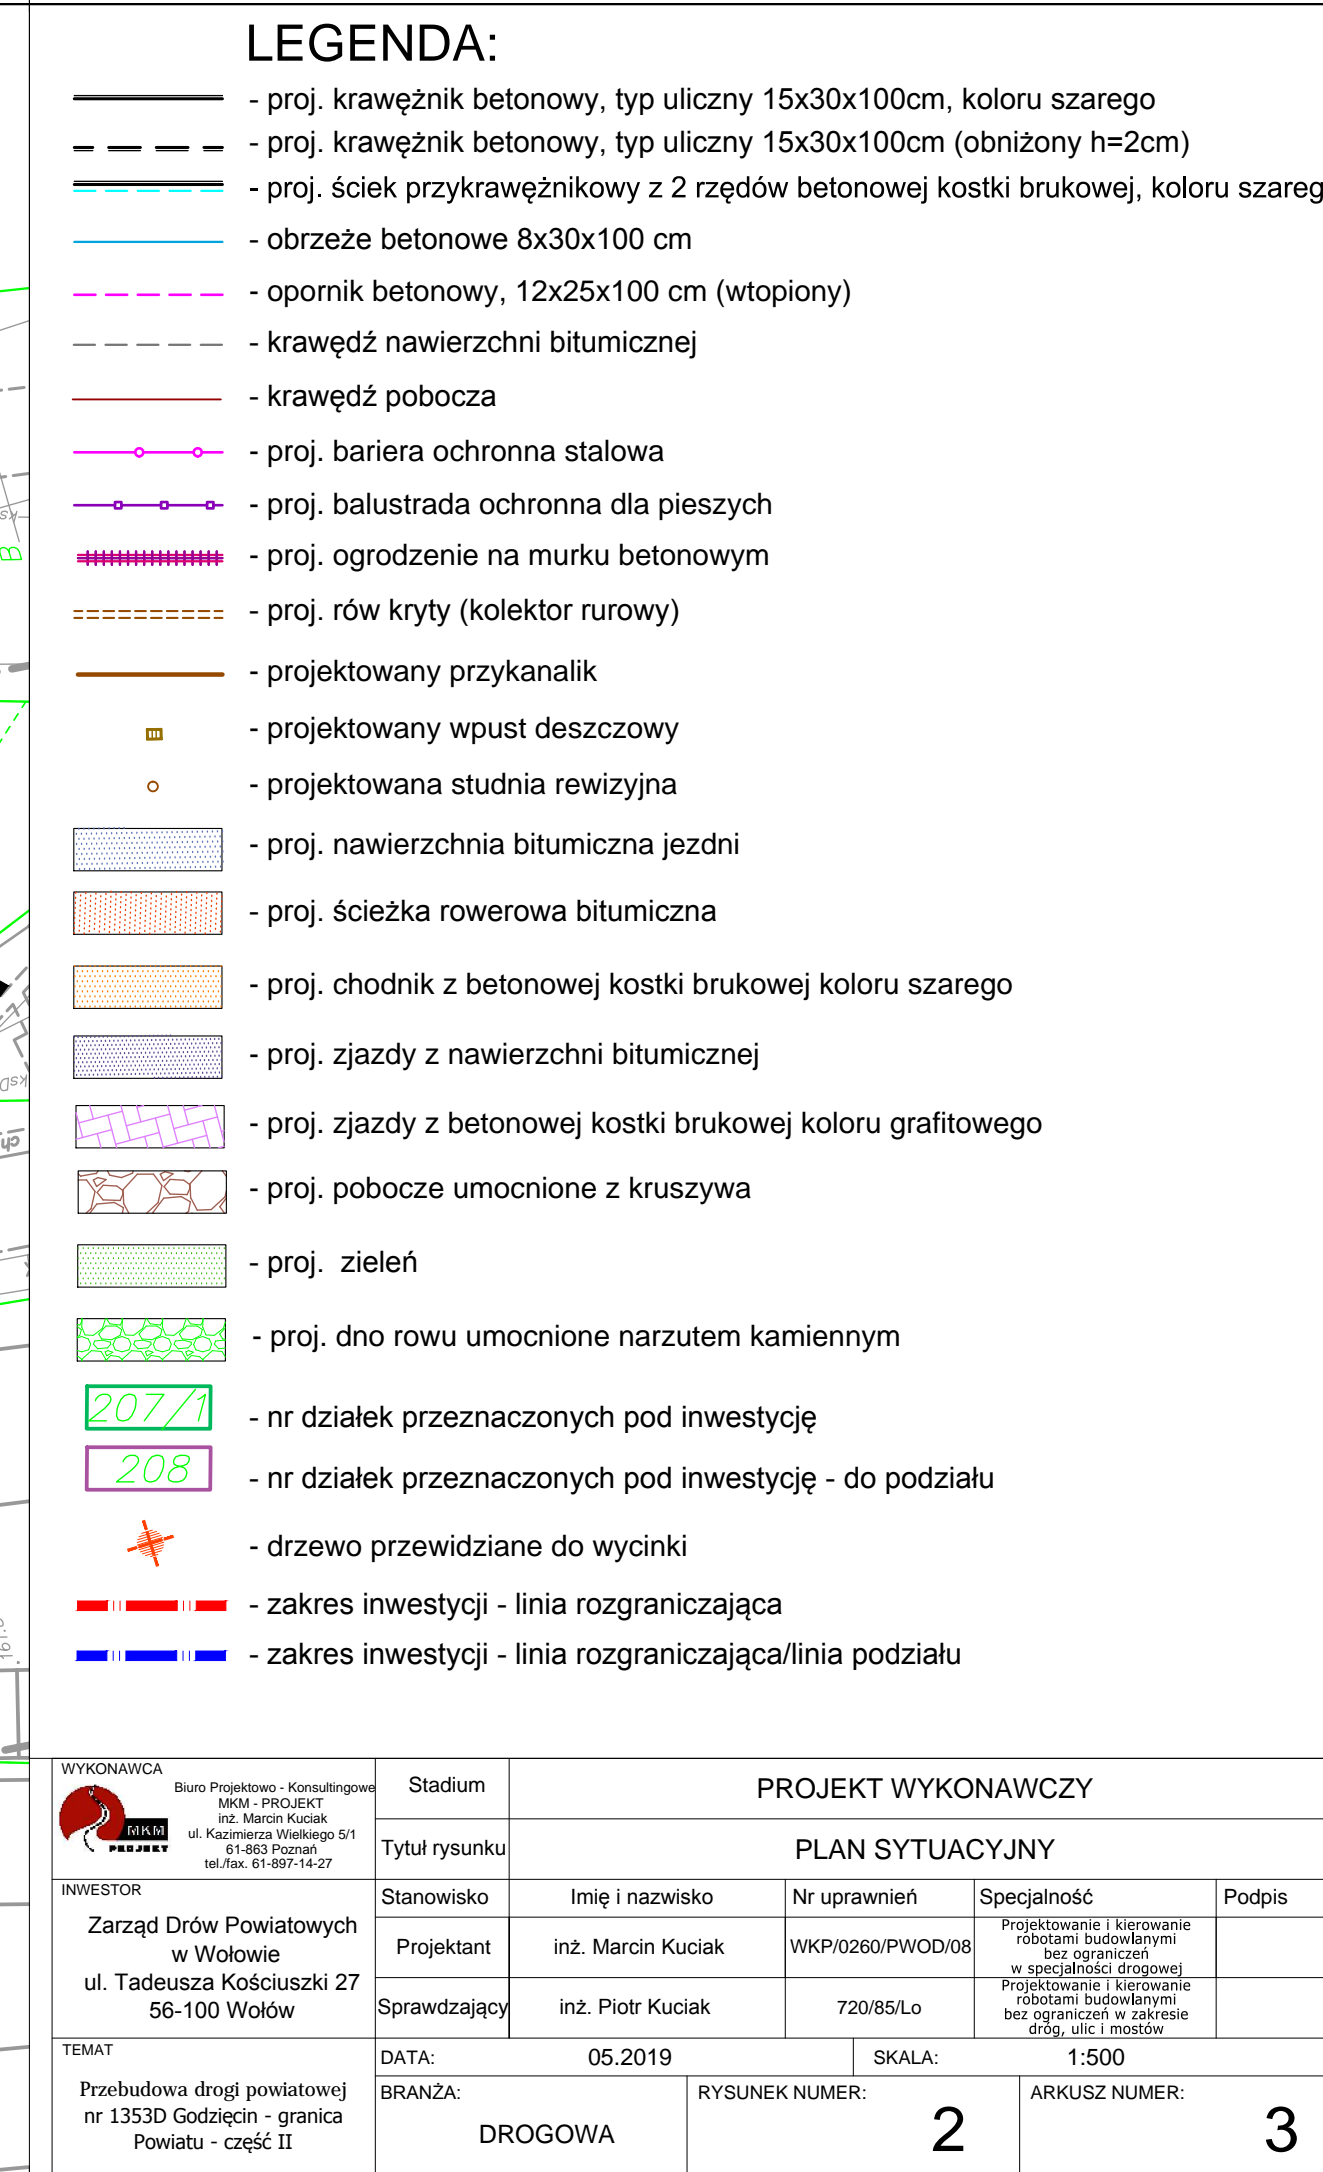 LEGENDA:
- proj. krawężnik betonowy, typ uliczny 15x30x100cm, koloru szarego
- proj. krawężnik betonowy, typ uliczny 15x30x100cm (obniżony h=2cm)
- proj. ściek przykrawężnikowy z 2 rzędów betonowej kostki brukowej, koloru szareg
- obrzeże betonowe 8x30x100 cm
- opornik betonowy, 12x25x100 cm (wtopiony)
- krawędź nawierzchni bitumicznej
- krawędź pobocza
- proj. bariera ochronna stalowa
- proj. balustrada ochronna dla pieszych
- proj. ogrodzenie na murku betonowym
- proj. rów kryty (kolektor rurowy)
- projektowany przykanalik
- projektowany wpust deszczowy
- projektowana studnia rewizyjna
- proj. nawierzchnia bitumiczna jezdni
- proj. ścieżka rowerowa bitumiczna
- proj. chodnik z betonowej kostki brukowej koloru szarego
- proj. zjazdy z nawierzchni bitumicznej
- proj. zjazdy z betonowej kostki brukowej koloru grafitowego
- proj. pobocze umocnione z kruszywa
- proj. zieleń
- proj. dno rowu umocnione narzutem kamiennym
207/1 - nr działek przeznaczonych pod inwestycję
208 - nr działek przeznaczonych pod inwestycję - do podziału
- drzewo przewidziane do wycinki
- zakres inwestycji - linia rozgraniczająca
- zakres inwestycji - linia rozgraniczająca/linia podziału
B
ksD
WYKONAWCA
MKM
PROJEKT
Biuro Projektowo - Konsultingowe
MKM - PROJEKT
inż. Marcin Kuciak
ul. Kazimierza Wielkiego 5/1
61-863 Poznań
tel./fax. 61-897-14-27
Stadium
PROJEKT WYKONAWCZY
Tytuł rysunku
PLAN SYTUACYJNY
INWESTOR
Zarząd Drów Powiatowych
w Wołowie
ul. Tadeusza Kościuszki 27
56-100 Wołów
Stanowisko Imię i nazwisko Nr uprawnień Specjalność Podpis
Projektant inż. Marcin Kuciak WKP/0260/PWOD/08
Projektowanie i kierowanie
robotami budowlanymi
bez ograniczeń
w specjalności drogowej
Sprawdzający inż. Piotr Kuciak 720/85/Lo
Projektowanie i kierowanie
robotami budowlanymi
bez ograniczeń w zakresie
dróg, ulic i mostów
TEMAT
Przebudowa drogi powiatowej
nr 1353D Godzięcin - granica
Powiatu - część II
DATA: 05.2019 SKALA: 1:500
BRANŻA:
DROGOWA
RYSUNEK NUMER:
2
ARKUSZ NUMER:
3